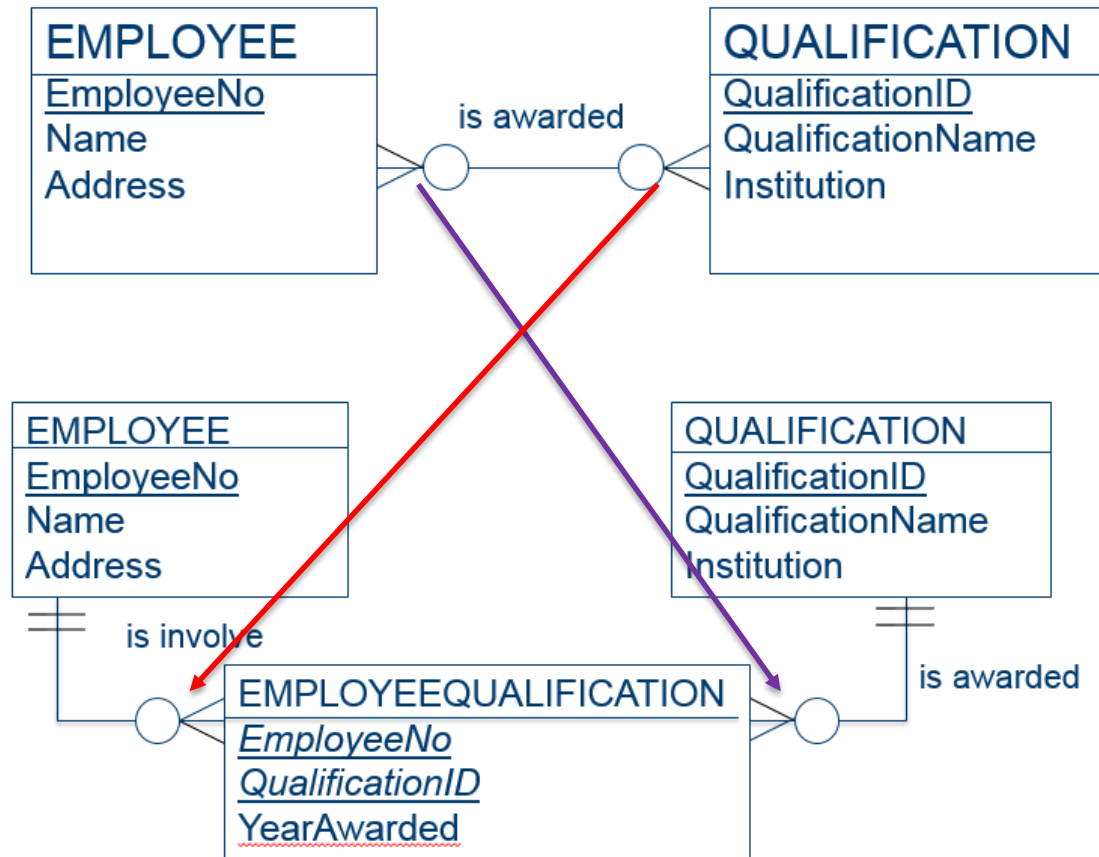 EMPLOYEE
EmployeeNo
Name
Address
is awarded
QUALIFICATION
QualificationID
QualificationName
Institution
EMPLOYEE
EmployeeNo
Name
Address
QUALIFICATION
QualificationID
QualificationName
Institution
is involve
is awarded
EMPLOYEEQUALIFICATION
EmployeeNo
QualificationID
YearAwarded